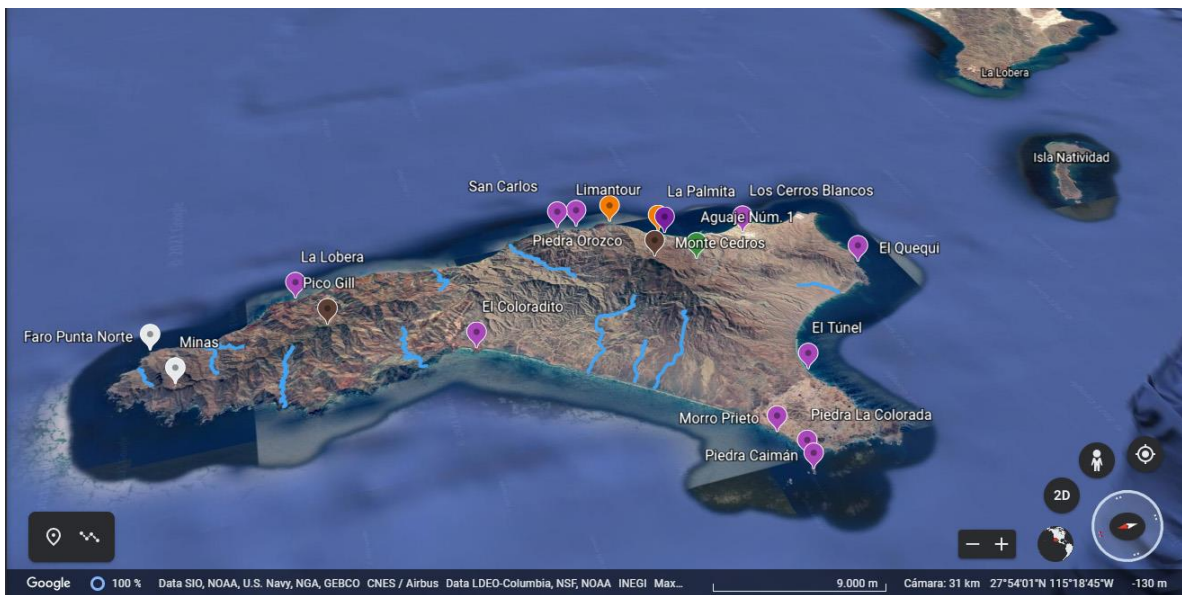 La Lobera
Isla Natividad
San Carlos
Limantour
La Palmita
Los Cerros Blancos
Aguaje Núm. 1
Piedra Orozco
Monte Cedros
El Quequi
La Lobera
Pico Gill
El Coloradito
El Túnel
Faro Punta Norte
Minas
Morro Prieto
Piedra La Colorada
Piedra Caimán
2D
Google
100 %
Data SIO, NOAA, U.S. Navy, NGA, GEBCO CNES / Airbus Data LDEO-Columbia, NSF, NOAA INEGI Max...
9.000 m
Cámara: 31 km 27°54'01"N 115°18'45"W
-130 m